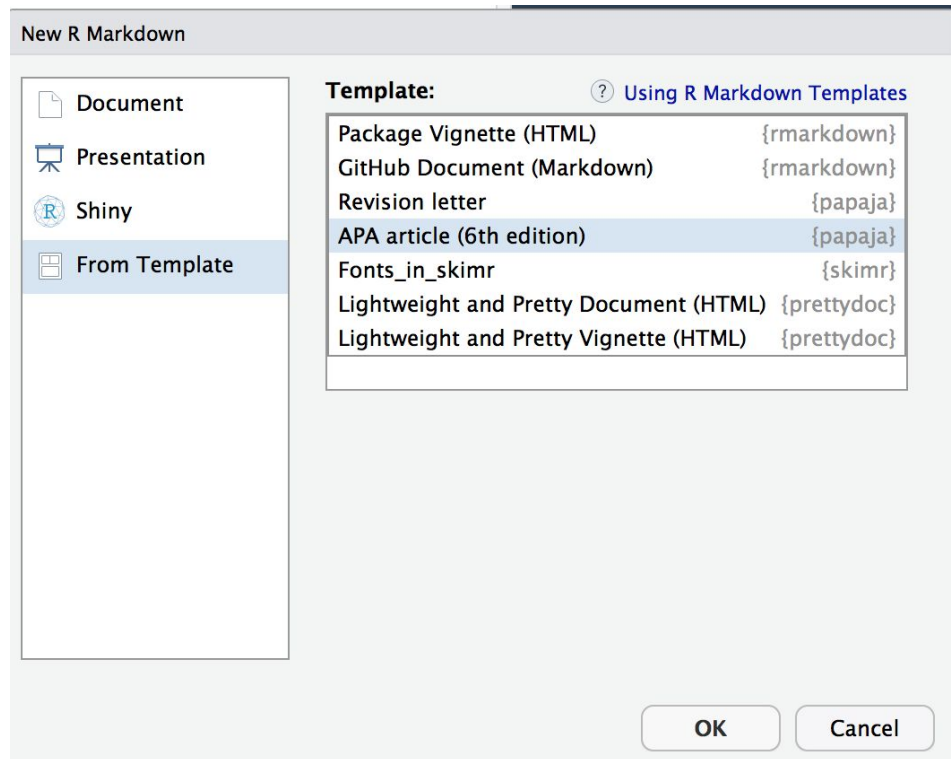 New R Markdown
Document
Presentation
R Shiny
From Template
Template: ? Using R Markdown Templates
Package Vignette (HTML) {rmarkdown}
GitHub Document (Markdown) {rmarkdown}
Revision letter {papaja}
APA article (6th edition) {papaja}
Fonts_in_skimr {skimr}
Lightweight and Pretty Document (HTML) {prettydoc}
Lightweight and Pretty Vignette (HTML) {prettydoc}
OK Cancel